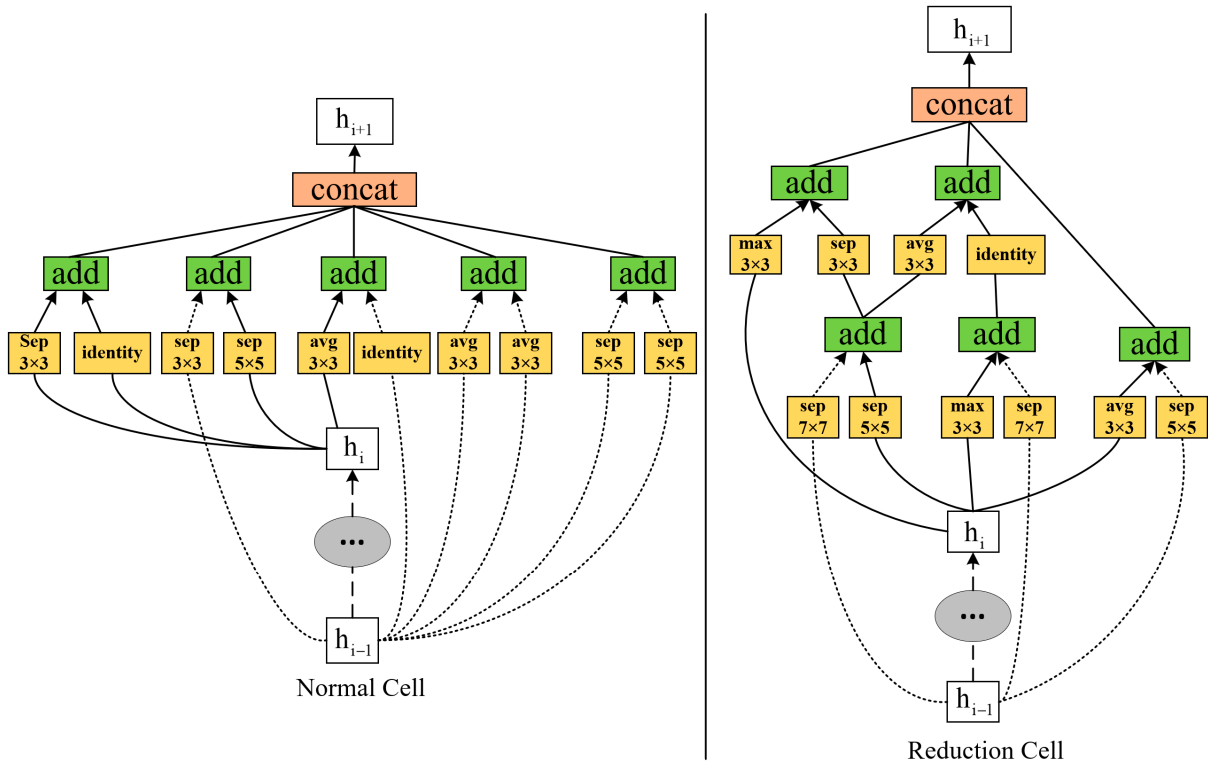 h_{i+1}
concat
add add add add add
Sep 3×3 identity sep 3×3 sep 5×5 avg 3×3 identity avg 3×3 avg 3×3 sep 5×5 sep 5×5
h_i
...
h_{i-1}
Normal Cell
h_{i+1}
concat
add add
max 3×3 sep 3×3 avg 3×3 identity
add add add
sep 7×7 sep 5×5 max 3×3 sep 7×7 avg 3×3 sep 5×5
h_i
...
h_{i-1}
Reduction Cell